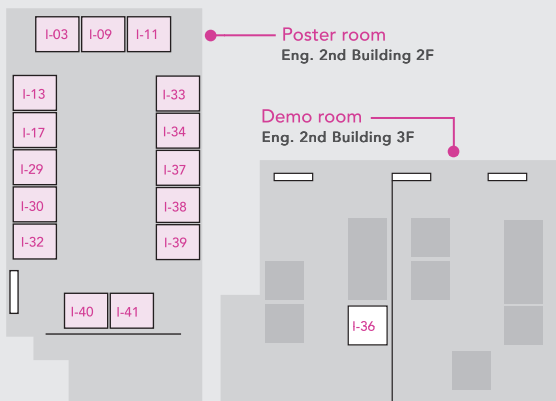 I-03 I-09 I-11
Poster room
Eng. 2nd Building 2F
I-13 I-33
I-17 I-34
I-29 I-37
I-30 I-38
I-32 I-39
I-40 I-41
Demo room
Eng. 2nd Building 3F
I-36